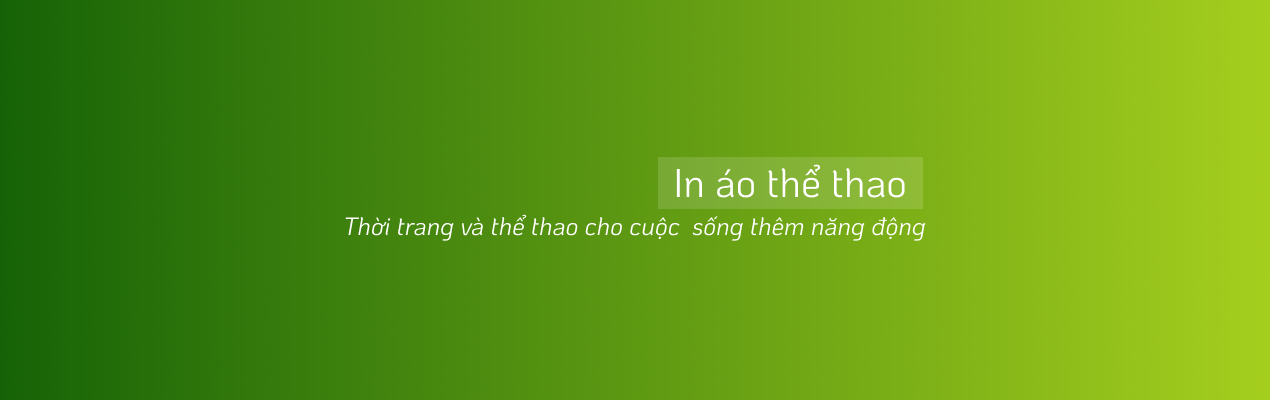 In áo thể thao
Thời trang và thể thao cho cuộc sống thêm năng động